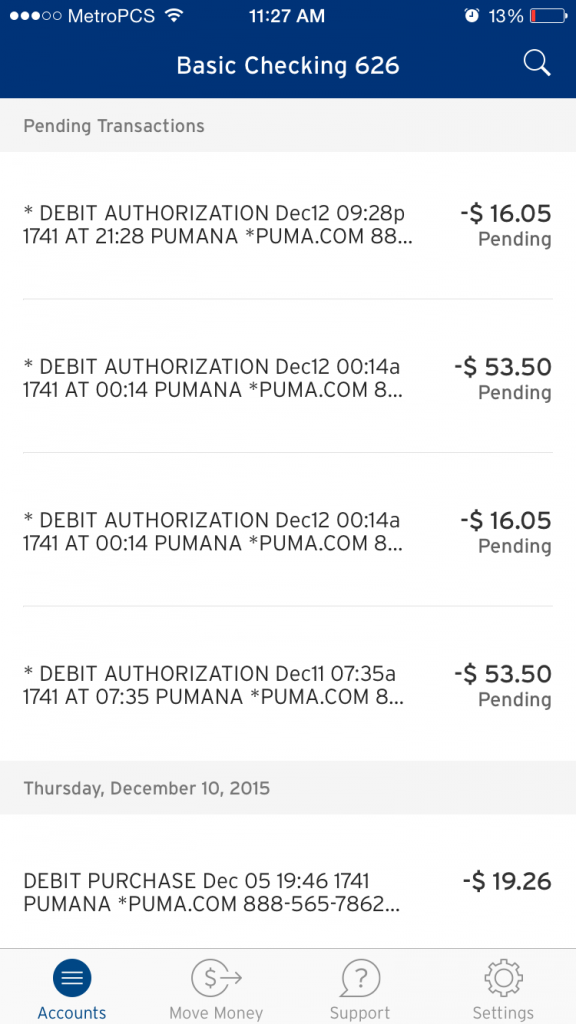 MetroPCS 11:27 AM 13%
Basic Checking 626
Pending Transactions
* DEBIT AUTHORIZATION Dec12 09:28p -$ 16.05
1741 AT 21:28 PUMANA *PUMA.COM 88... Pending
* DEBIT AUTHORIZATION Dec12 00:14a -$ 53.50
1741 AT 00:14 PUMANA *PUMA.COM 8... Pending
* DEBIT AUTHORIZATION Dec12 00:14a -$ 16.05
1741 AT 00:14 PUMANA *PUMA.COM 8... Pending
* DEBIT AUTHORIZATION Dec11 07:35a -$ 53.50
1741 AT 07:35 PUMANA *PUMA.COM 8... Pending
Thursday, December 10, 2015
DEBIT PURCHASE Dec 05 19:46 1741 -$ 19.26
PUMANA *PUMA.COM 888-565-7862...
Accounts Move Money Support Settings